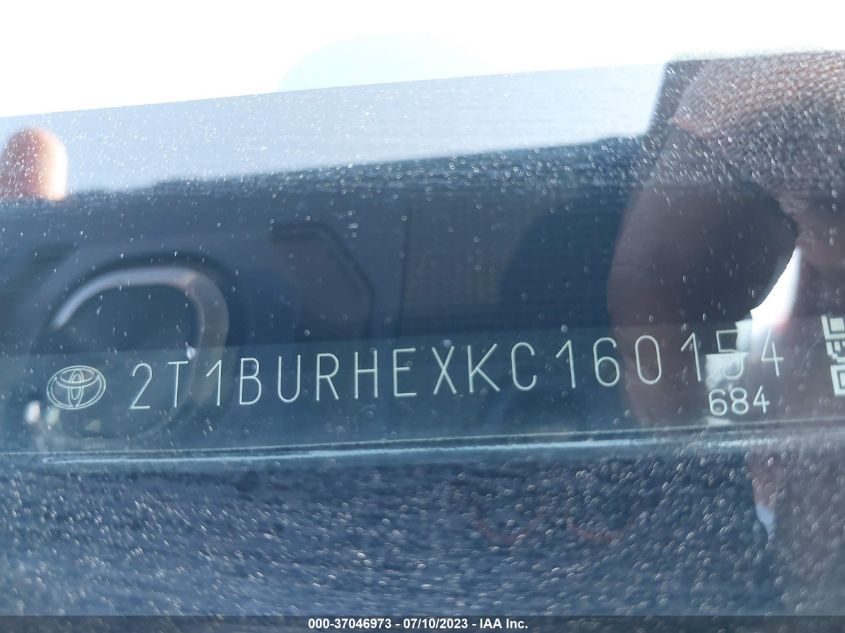 2T1BURHEXKC160154
684
000-37046973 / 07/10/2023 - IAA Inc.